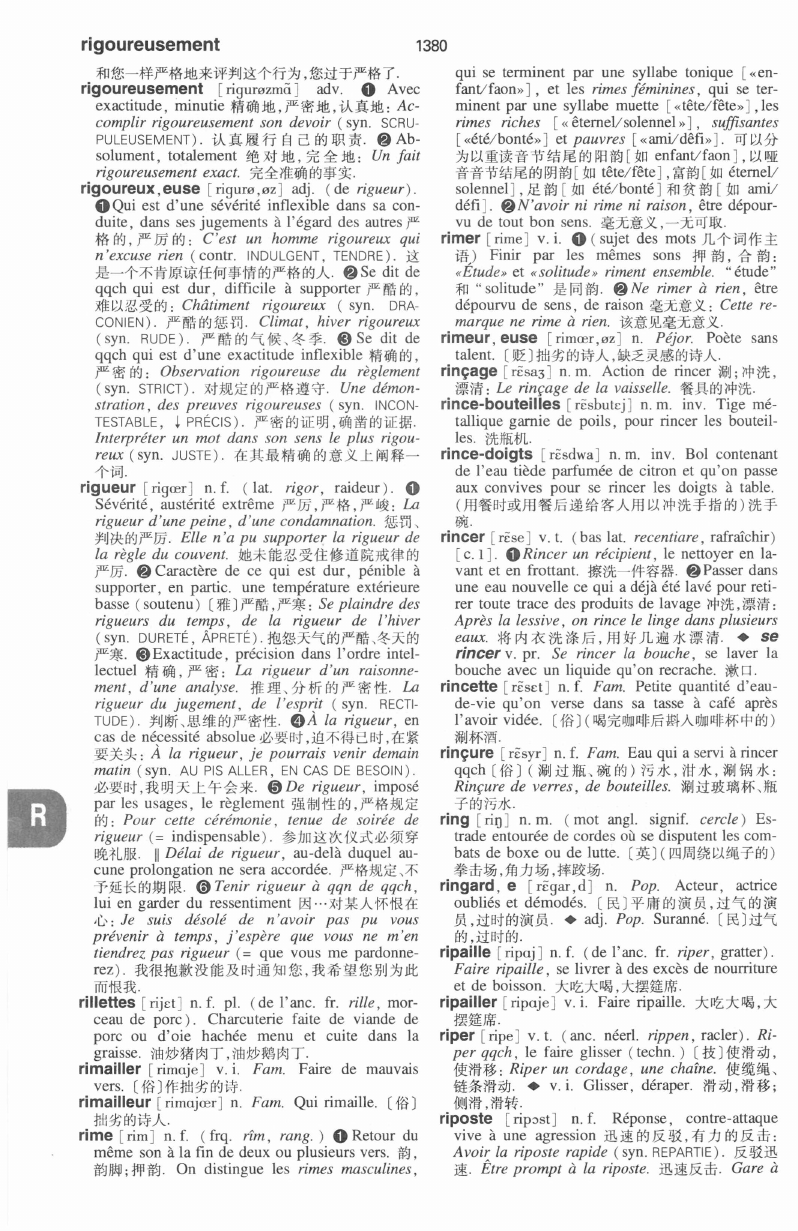 rigoureusement
1380
和您一样严格地来评判这个行为,您过于严格了.
rigoureusement [rigurøzmɑ̃] adv. ❶ Avec
exactitude, minutie 精确地,严密地,认真地: Ac-
complir rigoureusement son devoir (syn. SCRU-
PULEUSEMENT). 认真履行自己的职责. ❷ Ab-
solument, totalement 绝对地,完全地: Un fait
rigoureusement exact. 完全准确的事实.
rigoureux,euse [rigurø,øz] adj. (de rigueur).
❶Qui est d'une sévérité inflexible dans sa con-
duite, dans ses jugements à l'égard des autres 严
格的,严厉的: C'est un homme rigoureux qui
n'excuse rien (contr. INDULGENT, TENDRE). 这
是一个不肯原谅任何事情的严格的人. ❷Se dit de
qqch qui est dur, difficile à supporter 严酷的,
难以忍受的: Châtiment rigoureux ( syn. DRA-
CONIEN). 严酷的惩罚. Climat, hiver rigoureux
(syn. RUDE). 严酷的气候、冬季. ❸ Se dit de
qqch qui est d'une exactitude inflexible 精确的,
严密的: Observation rigoureuse du règlement
(syn. STRICT). 对规定的严格遵守. Une démon-
stration, des preuves rigoureuses (syn. INCON-
TESTABLE, ↓ PRÉCIS). 严密的证明,确凿的证据.
Interpréter un mot dans son sens le plus rigou-
reux (syn. JUSTE). 在其最精确的意义上阐释一
个词.
rigueur [rigœr] n.f. (lat. rigor, raideur). ❶
Sévérité, austérité extrême 严厉,严格,严峻: La
rigueur d'une peine, d'une condamnation. 惩罚、
判决的严厉. Elle n'a pu supporter la rigueur de
la règle du couvent. 她未能忍受住修道院戒律的
严厉. ❷ Caractère de ce qui est dur, pénible à
supporter, en partic. une température extérieure
basse (soutenu) 〔雅〕严酷,严寒: Se plaindre des
rigueurs du temps, de la rigueur de l'hiver
(syn. DURETÉ, ÂPRETÉ).抱怨天气的严酷、冬天的
严寒. ❸Exactitude, précision dans l'ordre intel-
lectuel 精确,严密: La rigueur d'un raisonne-
ment, d'une analyse. 推理、分析的严密性. La
rigueur du jugement, de l'esprit ( syn. RECTI-
TUDE). 判断、思维的严密性. ❹À la rigueur, en
cas de nécessité absolue 必要时,迫不得已时,在紧
要关头: À la rigueur, je pourrais venir demain
matin (syn. AU PIS ALLER, EN CAS DE BESOIN).
必要时,我明天上午会来. ❺ De rigueur, imposé
par les usages, le règlement 强制性的,严格规定
的: Pour cette cérémonie, tenue de soirée de
rigueur (= indispensable). 参加这次仪式必须穿
晚礼服. ‖ Délai de rigueur, au-delà duquel au-
cune prolongation ne sera accordée. 严格规定、不
予延长的期限. ❻ Tenir rigueur à qqn de qqch,
lui en garder du ressentiment 因…对某人怀恨在
心: Je suis désolé de n'avoir pas pu vous
prévenir à temps, j'espère que vous ne m'en
tiendrez pas rigueur (= que vous me pardonne-
rez). 我很抱歉没能及时通知您,我希望您别为此
而恨我.
rillettes [rijɛt] n.f. pl. (de l'anc. fr. rille, mor-
ceau de porc). Charcuterie faite de viande de
porc ou d'oie hachée menu et cuite dans la
graisse. 油炒猪肉丁,油炒鹅肉丁.
rimailler [rimaje] v.i. Fam. Faire de mauvais
vers. 〔俗〕作拙劣的诗.
rimailleur [rimajœr] n. Fam. Qui rimaille. 〔俗〕
拙劣的诗人.
rime [rim] n.f. (frq. rîm, rang.) ❶ Retour du
même son à la fin de deux ou plusieurs vers. 韵,
韵脚;押韵. On distingue les rimes masculines,
qui se terminent par une syllabe tonique [«en-
fant/faon»], et les rimes féminines, qui se ter-
minent par une syllabe muette [«tête/fête»],les
rimes riches [«éternel/solennel»], suffisantes
[«été/bonté»] et pauvres [«ami/défi»]. 可以分
为以重读音节结尾的阳韵[如 enfant/faon],以哑
音音节结尾的阴韵[如 tête/fête],富韵[如 éternel/
solennel],足韵[如 été/bonté]和贫韵[如 ami/
défi]. ❷N'avoir ni rime ni raison, être dépour-
vu de tout bon sens. 毫无意义,一无可取.
rimer [rime] v.i. ❶(sujet des mots 几个词作主
语) Finir par les mêmes sons 押韵,合韵:
«Étude» et «solitude» riment ensemble. “étude”
和 “solitude” 是同韵. ❷Ne rimer à rien, être
dépourvu de sens, de raison 毫无意义: Cette re-
marque ne rime à rien. 该意见毫无意义.
rimeur, euse [rimœr,øz] n. Péjor. Poète sans
talent. 〔贬〕拙劣的诗人,缺乏灵感的诗人.
rinçage [rɛ̃saʒ] n.m. Action de rincer 涮;冲洗,
漂清: Le rinçage de la vaisselle. 餐具的冲洗.
rince-bouteilles [rɛ̃sbutɛj] n.m. inv. Tige mé-
tallique garnie de poils, pour rincer les bouteil-
les. 洗瓶机.
rince-doigts [rɛ̃sdwa] n.m. inv. Bol contenant
de l'eau tiède parfumée de citron et qu'on passe
aux convives pour se rincer les doigts à table.
(用餐时或用餐后递给客人用以冲洗手指的)洗手
碗.
rincer [rɛ̃se] v.t. (bas lat. recentiare, rafraîchir)
[c.1]. ❶Rincer un récipient, le nettoyer en la-
vant et en frottant. 擦洗一件容器. ❷Passer dans
une eau nouvelle ce qui a déjà été lavé pour reti-
rer toute trace des produits de lavage 冲洗,漂清:
Après la lessive, on rince le linge dans plusieurs
eaux. 将内衣洗涤后,用好几遍水漂清. ◆ se
rincer v. pr. Se rincer la bouche, se laver la
bouche avec un liquide qu'on recrache. 漱口.
rincette [rɛ̃sɛt] n.f. Fam. Petite quantité d'eau-
de-vie qu'on verse dans sa tasse à café après
l'avoir vidée. 〔俗〕(喝完咖啡后斟入咖啡杯中的)
涮杯酒.
rinçure [rɛ̃syr] n.f. Fam. Eau qui a servi à rincer
qqch 〔俗〕(涮过瓶、碗的)污水,泔水,涮锅水:
Rinçure de verres, de bouteilles. 涮过玻璃杯、瓶
子的污水.
ring [riŋ] n.m. (mot angl. signif. cercle) Es-
trade entourée de cordes où se disputent les com-
bats de boxe ou de lutte. 〔英〕(四周绕以绳子的)
拳击场,角力场,摔跤场.
ringard, e [rɛ̃gar,d] n. Pop. Acteur, actrice
oubliés et démodés. 〔民〕平庸的演员,过气的演
员,过时的演员. ◆ adj. Pop. Suranné. 〔民〕过气
的,过时的.
ripaille [ripaj] n.f. (de l'anc. fr. riper, gratter).
Faire ripaille, se livrer à des excès de nourriture
et de boisson. 大吃大喝,大摆筵席.
ripailler [ripaje] v.i. Faire ripaille. 大吃大喝,大
摆筵席.
riper [ripe] v.t. (anc. néerl. rippen, racler). Ri-
per qqch, le faire glisser (techn.) 〔技〕使滑动,
使滑移: Riper un cordage, une chaîne. 使缆绳、
链条滑动. ◆ v.i. Glisser, déraper. 滑动,滑移;
侧滑,滑转.
riposte [ripɔst] n.f. Réponse, contre-attaque
vive à une agression 迅速的反驳,有力的反击:
Avoir la riposte rapide (syn. REPARTIE). 反驳迅
速. Être prompt à la riposte. 迅速反击. Gare à
R